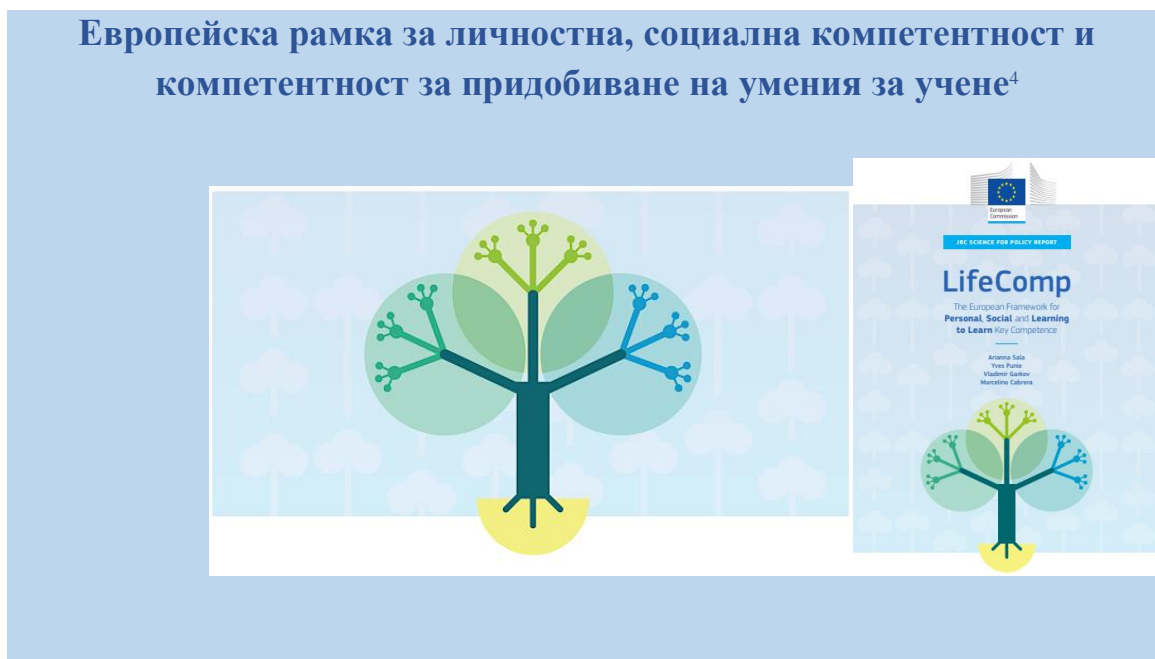 Европейска рамка за личностна, социална компетентност и
компетентност за придобиване на умения за учене⁴
European
Commission
JRC SCIENCE FOR POLICY REPORT
LifeComp
The European Framework for
Personal, Social and Learning
to Learn Key Competence
Arianna Sala
Yves Punie
Vladimir Garkov
Marcelino Cabrera